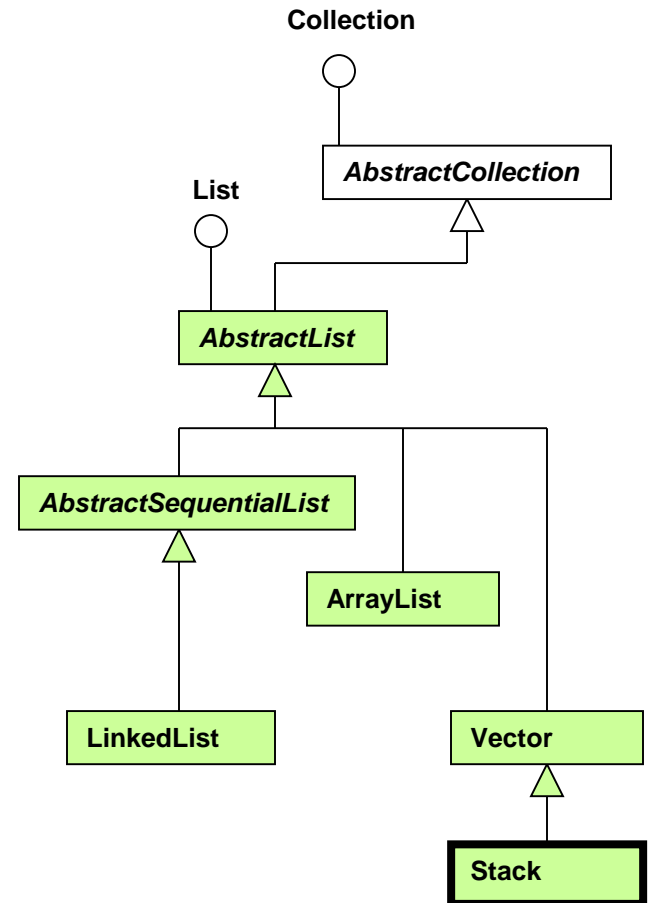 Collection
AbstractCollection
List
AbstractList
AbstractSequentialList
ArrayList
LinkedList
Vector
Stack